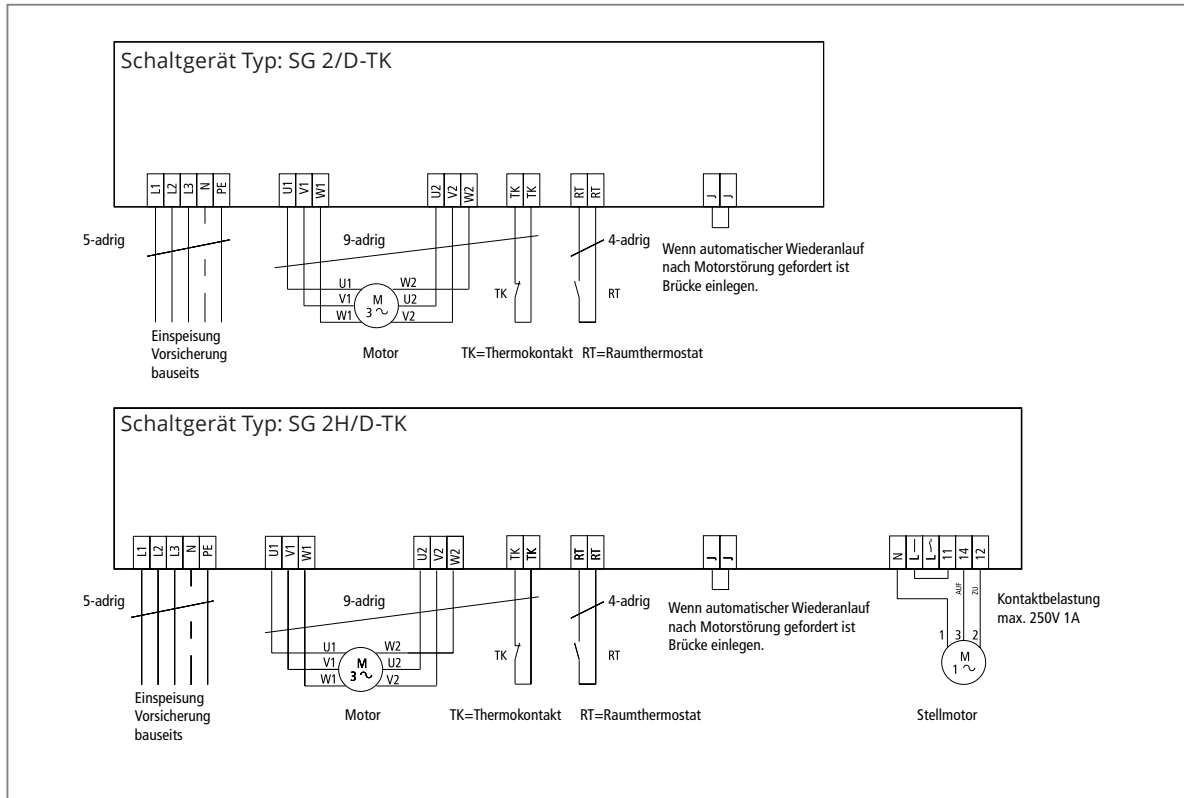 Schaltgerät Typ: SG 2/D-TK
L1 L2 L3 N PE U1 V1 W1 U2 V2 W2 TK TK RT RT J J
5-adrig 9-adrig 4-adrig
Wenn automatischer Wiederanlauf
nach Motorstörung gefordert ist
Brücke einlegen.
U1 W2
V1 M U2
W1 3 ~ V2
TK RT
Einspeisung
Vorsicherung
bauseits
Motor
TK=Thermokontakt RT=Raumthermostat
Schaltgerät Typ: SG 2H/D-TK
L1 L2 L3 N PE U1 V1 W1 U2 V2 W2 TK TK RT RT J J N L L 11 14 12
AUF ZU
5-adrig 9-adrig 4-adrig
Wenn automatischer Wiederanlauf
nach Motorstörung gefordert ist
Brücke einlegen.
Kontaktbelastung
max. 250V 1A
1 3 2
U1 W2
V1 M U2
W1 3 ~ V2
TK RT
M
1 ~
Einspeisung
Vorsicherung
bauseits
Motor
TK=Thermokontakt RT=Raumthermostat
Stellmotor